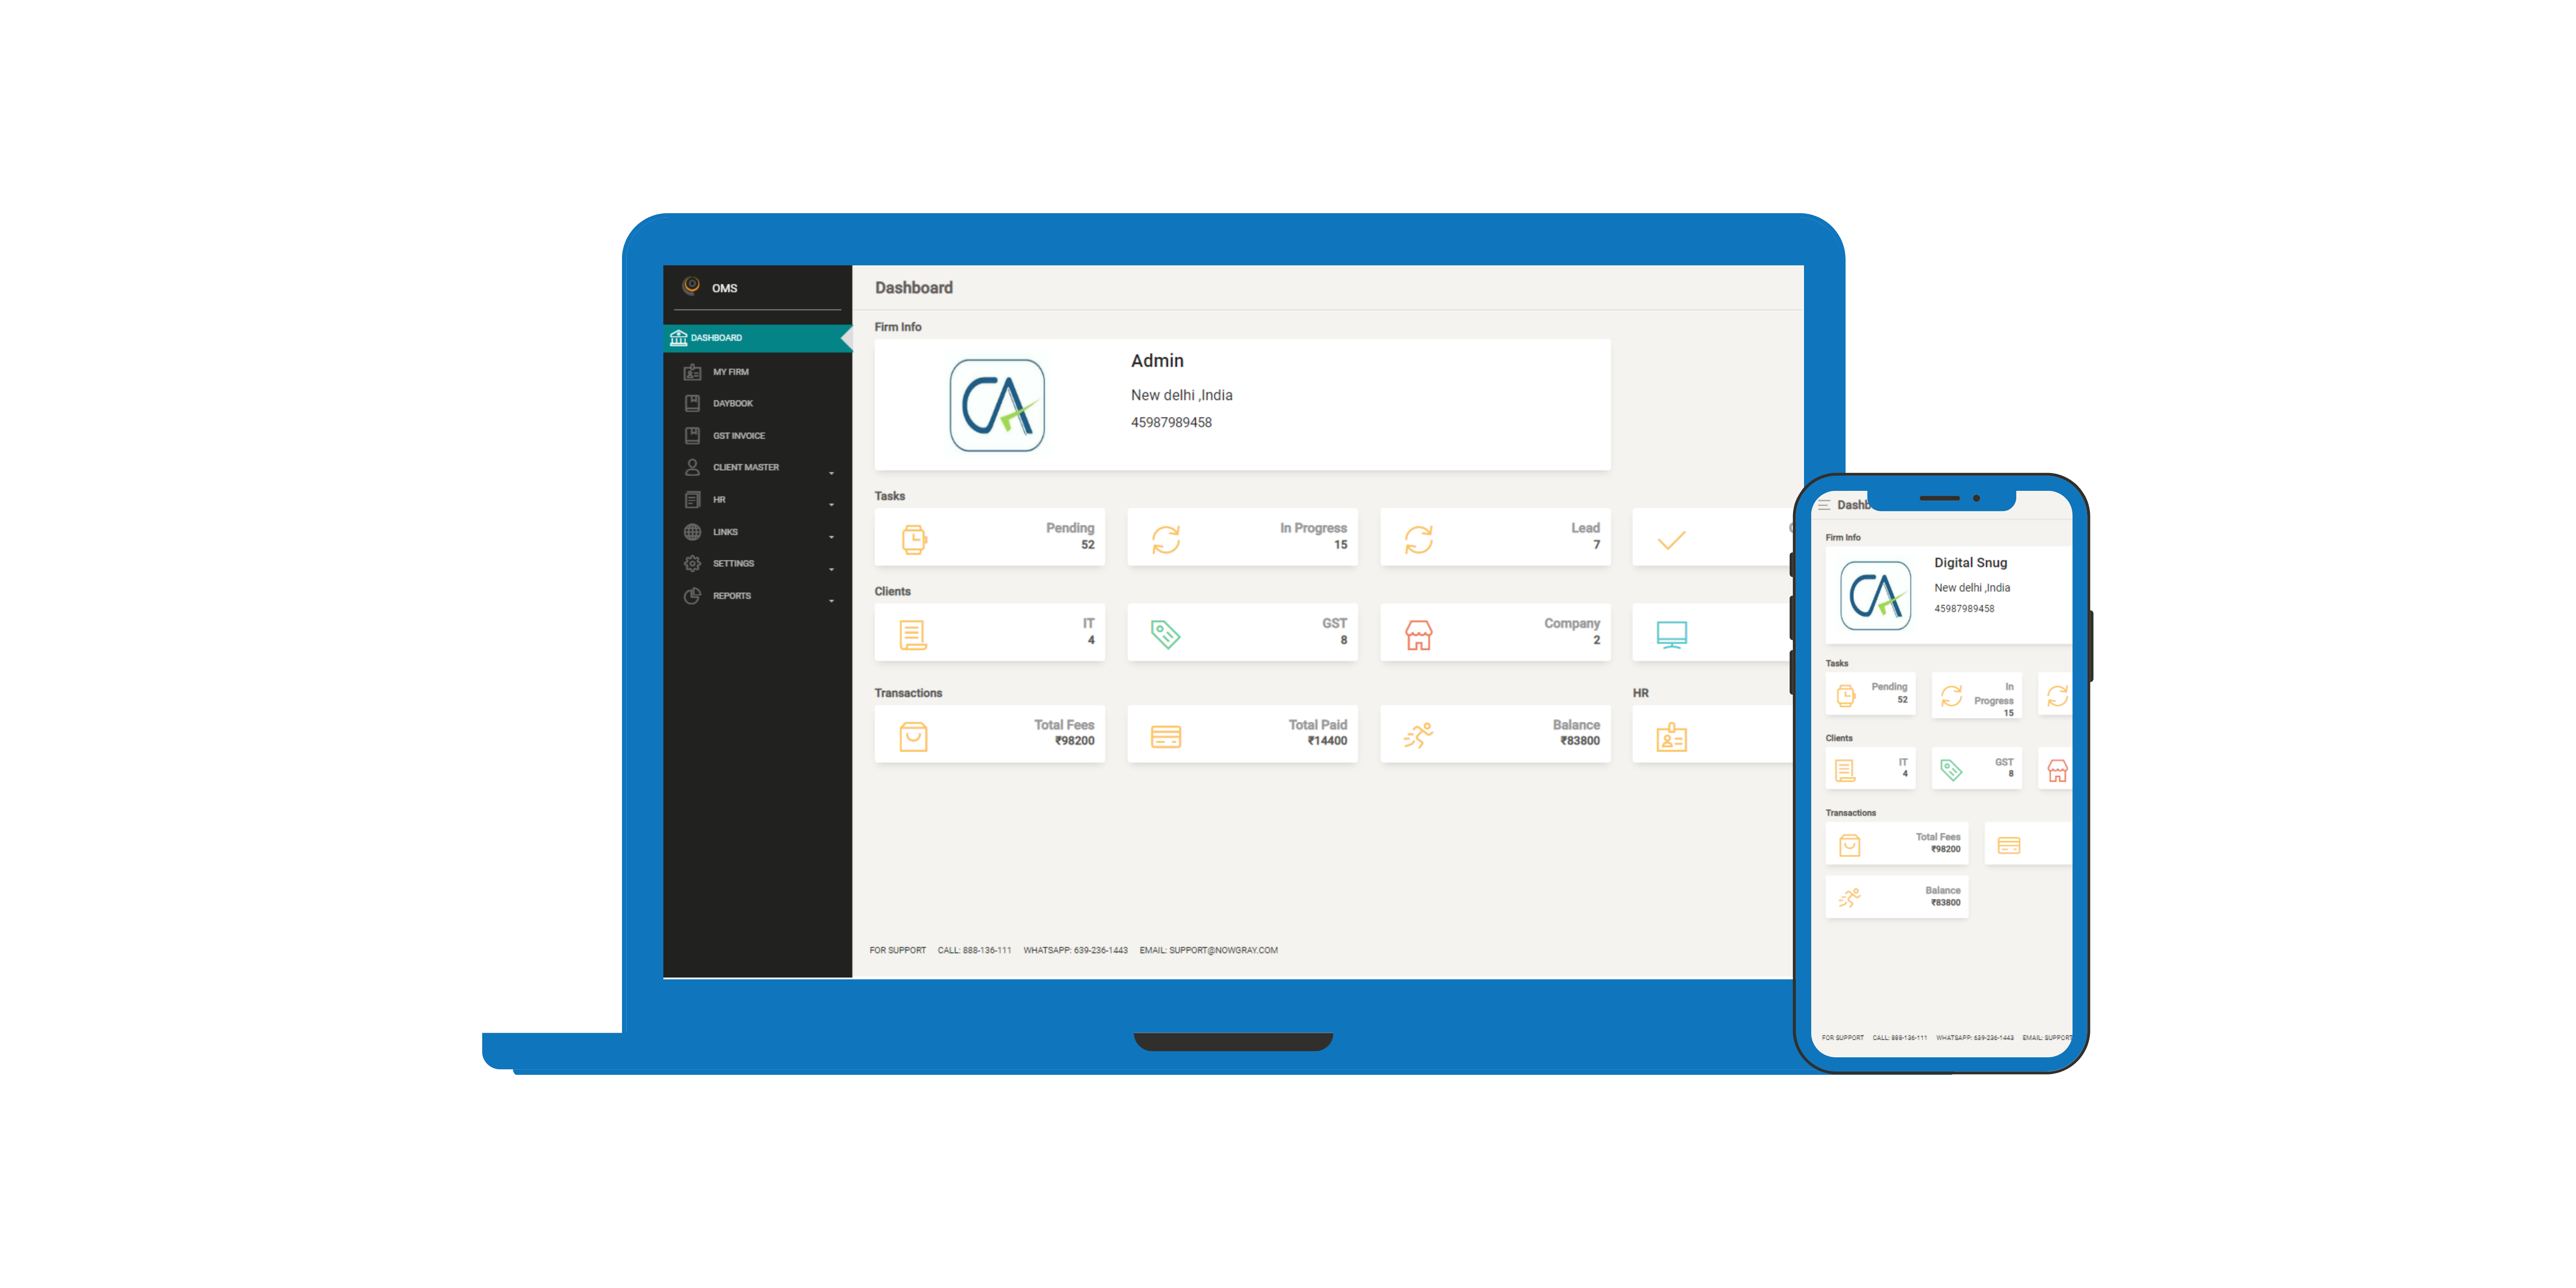 OMS
DASHBOARD
MY FIRM
DAYBOOK
GST INVOICE
CLIENT MASTER
HR
LINKS
SETTINGS
REPORTS
Dashboard
Firm Info
CA
Admin
New delhi ,India
45987989458
Tasks
Pending
52
In Progress
15
Lead
7
Clients
IT
4
GST
8
Company
2
Transactions
HR
Total Fees
₹98200
Total Paid
₹14400
Balance
₹83800
FOR SUPPORT CALL: 888-136-111 WHATSAPP: 639-236-1443 EMAIL: SUPPORT@NOWGRAY.COM
Dashb
Firm Info
CA
Digital Snug
New delhi ,India
45987989458
Tasks
Pending
52
In
Progress
15
Clients
IT
4
GST
8
Transactions
Total Fees
₹98200
Balance
₹83800
FOR SUPPORT CALL: 888-136-111 WHATSAPP: 639-236-1443 EMAIL: SUPPORT